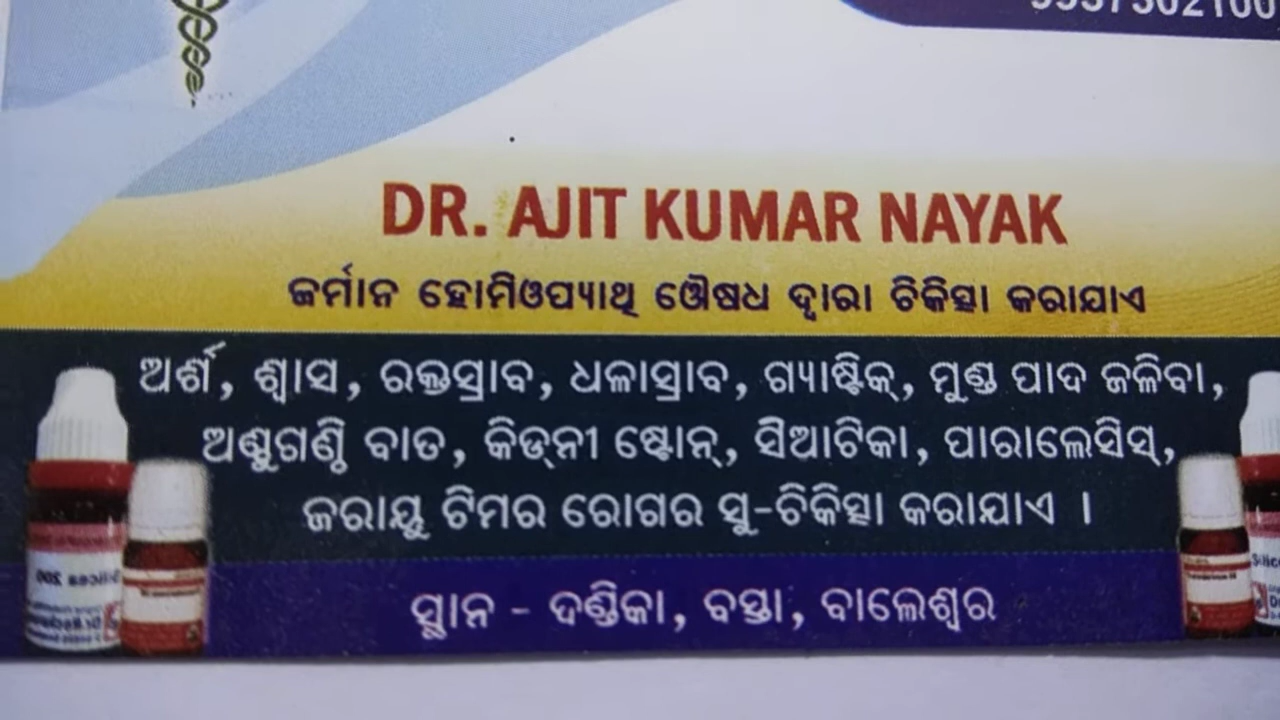 DR. AJIT KUMAR NAYAK
ଜର୍ମାନ ହୋମିଓପ୍ୟାଥି ଔଷଧ ଦ୍ୱାରା ଚିକିତ୍ସା କରାଯାଏ
ଅର୍ଶ, ଶ୍ୱାସ, ରକ୍ତସ୍ରାବ, ଧଳାସ୍ରାବ, ଗ୍ୟାଷ୍ଟ୍ରିକ୍, ମୁଣ୍ଡ ପାଦ ଜଳିବା,
ଅଣ୍ଟୁଗଣ୍ଠି ବାତ, କିଡ୍‌ନୀ ଷ୍ଟୋନ୍, ସିଆଟିକା, ପାରାଲେସିସ୍,
ଜରାୟୁ ଟିମର ରୋଗର ସୁ-ଚିକିତ୍ସା କରାଯାଏ ।
ସ୍ଥାନ - ଦଣ୍ଡିକା, ବସ୍ତା, ବାଲେଶ୍ୱର